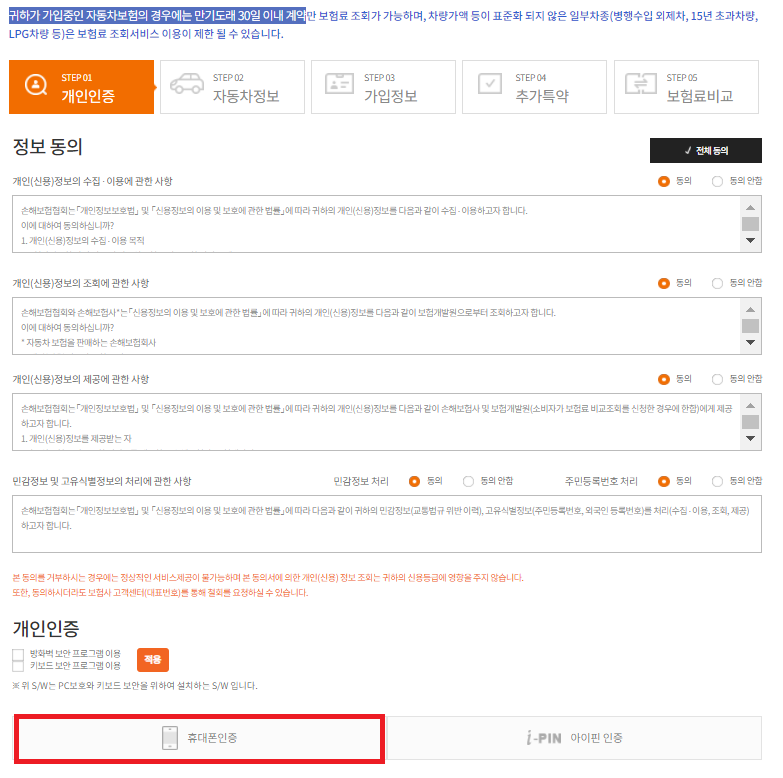 귀하가 가입중인 자동차보험의 경우에는 만기도래 30일 이내 계약만 보험료 조회가 가능하며, 차량가액 등이 표준화 되지 않은 일부차종(병행수입 외제차, 15년 초과차량,
LPG차량 등)은 보험료 조회서비스 이용이 제한 될 수 있습니다.
STEP 01
개인인증
STEP 02
자동차정보
STEP 03
가입정보
STEP 04
추가특약
STEP 05
보험료비교
정보 동의
전체 동의
개인(신용)정보의 수집 · 이용에 관한 사항
동의 동의 안함
손해보험협회는 「개인정보보호법」 및 「신용정보의 이용 및 보호에 관한 법률」에 따라 귀하의 개인(신용)정보를 다음과 같이 수집 · 이용하고자 합니다.
이에 대하여 동의하십니까?
1. 개인(신용)정보의 수집 · 이용 목적
개인(신용)정보의 조회에 관한 사항
동의 동의 안함
손해보험협회와 손해보험사*는 「신용정보의 이용 및 보호에 관한 법률」에 따라 귀하의 개인(신용)정보를 다음과 같이 보험개발원으로부터 조회하고자 합니다.
이에 대하여 동의하십니까?
* 자동차 보험을 판매하는 손해보험회사
개인(신용)정보의 제공에 관한 사항
동의 동의 안함
손해보험협회는 「개인정보보호법」 및 「신용정보의 이용 및 보호에 관한 법률」에 따라 귀하의 개인(신용)정보를 다음과 같이 손해보험사 및 보험개발원(소비자가 보험료 비교조회를 신청한 경우에 한함)에게 제공
하고자 합니다.
1. 개인(신용)정보를 제공받는 자
민감정보 및 고유식별정보의 처리에 관한 사항
민감정보 처리 동의 동의 안함 주민등록번호 처리 동의 동의 안함
손해보험협회는 「개인정보보호법」 및 「신용정보의 이용 및 보호에 관한 법률」에 따라 다음과 같이 귀하의 민감정보(교통법규 위반 이력), 고유식별정보(주민등록번호, 외국인 등록번호)를 처리(수집 · 이용, 조회, 제공)
하고자 합니다.
본 동의를 거부하시는 경우에는 정상적인 서비스제공이 불가능하며 본 동의서에 의한 개인(신용) 정보 조회는 귀하의 신용등급에 영향을 주지 않습니다.
또한, 동의하시더라도 보험사 고객센터(대표번호)를 통해 철회를 요청하실 수 있습니다.
개인인증
방화벽 보안 프로그램 이용
키보드 보안 프로그램 이용
적용
※ 위 S/W는 PC보호와 키보드 보안을 위하여 설치하는 S/W 입니다.
휴대폰인증
i-PIN 아이핀 인증